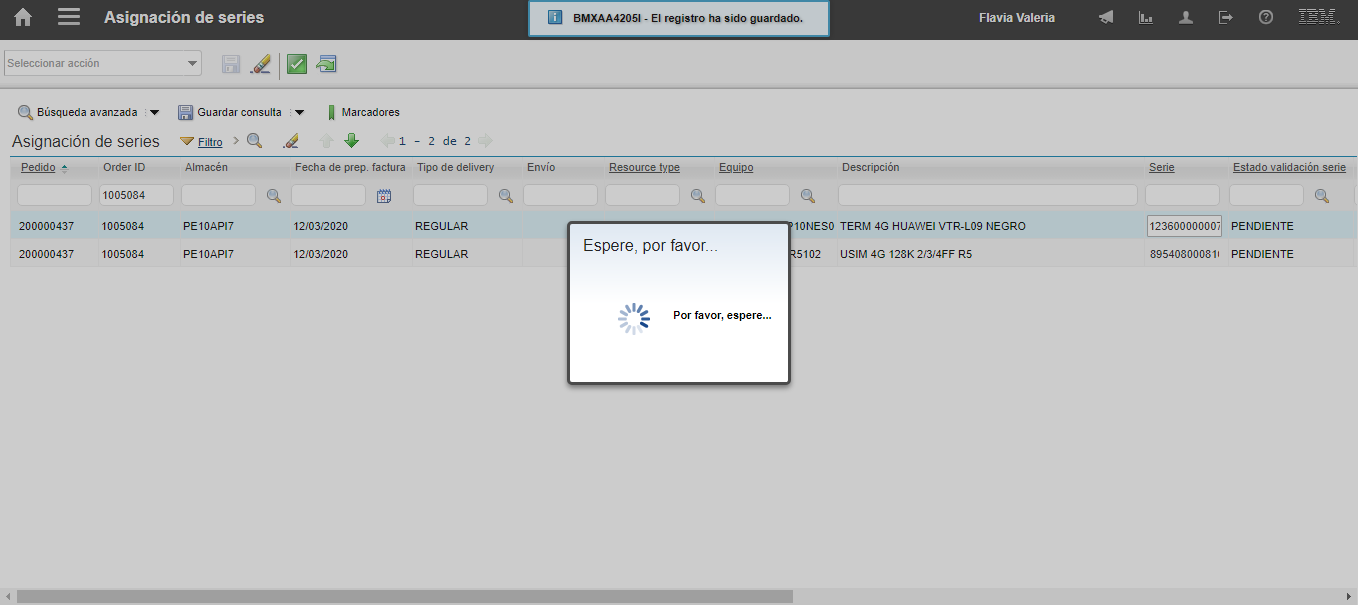 Asignación de series
BMXAA4205I - El registro ha sido guardado.
Flavia Valeria
IBM.
Seleccionar acción
Búsqueda avanzada
Guardar consulta
Marcadores
Asignación de series
Filtro
1 - 2 de 2
Pedido Order ID Almacén Fecha de prep. factura Tipo de delivery Envío Resource type Equipo Descripción Serie Estado validación serie
1005084
200000437 1005084 PE10API7 12/03/2020 REGULAR P10NES0 TERM 4G HUAWEI VTR-L09 NEGRO 123600000007 PENDIENTE
200000437 1005084 PE10API7 12/03/2020 REGULAR R5102 USIM 4G 128K 2/3/4FF R5 89540800081 PENDIENTE
Espere, por favor...
Por favor, espere...